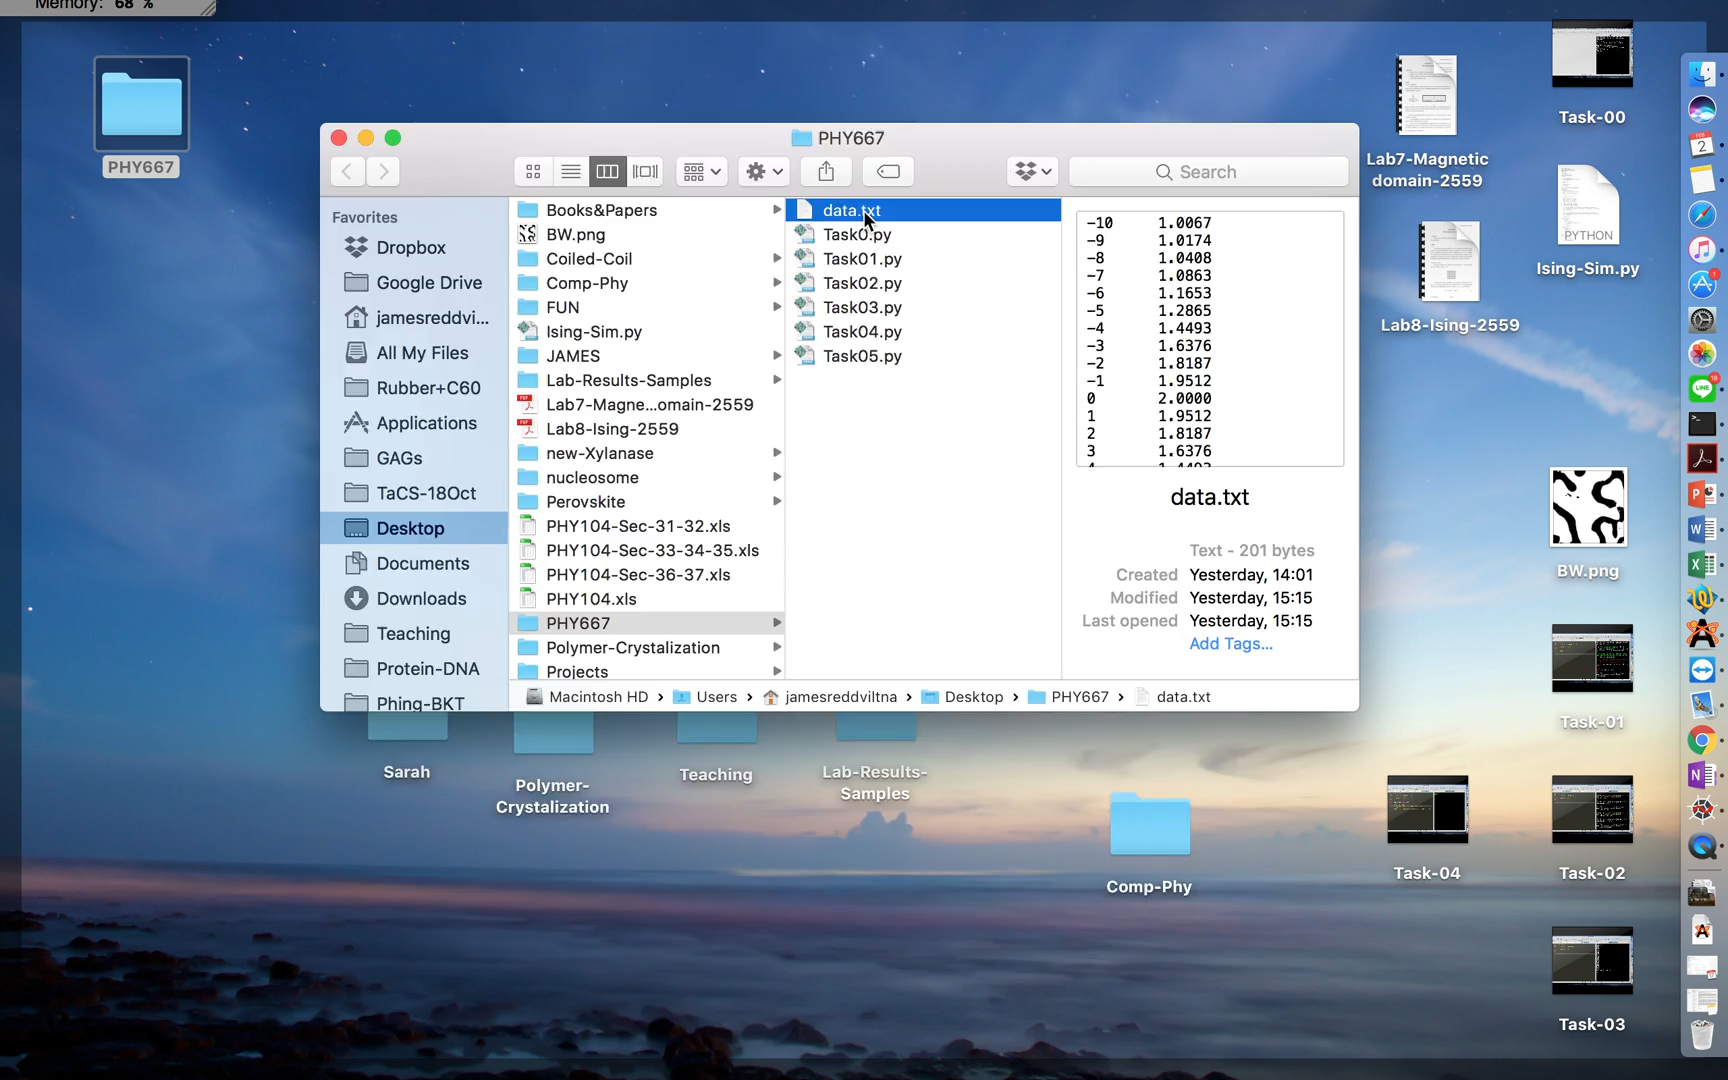 Memory: 68 %
PHY667
PHY667
Search
Favorites
Dropbox
Google Drive
jamesreddvi...
All My Files
Rubber+C60
Applications
GAGs
TaCS-18Oct
Desktop
Documents
Downloads
Teaching
Protein-DNA
Phing-BKT
Books&Papers
BW.png
Coiled-Coil
Comp-Phy
FUN
Ising-Sim.py
JAMES
Lab-Results-Samples
Lab7-Magne...omain-2559
Lab8-Ising-2559
new-Xylanase
nucleosome
Perovskite
PHY104-Sec-31-32.xls
PHY104-Sec-33-34-35.xls
PHY104-Sec-36-37.xls
PHY104.xls
PHY667
Polymer-Crystalization
Projects
data.txt
Task0.py
Task01.py
Task02.py
Task03.py
Task04.py
Task05.py
-10 1.0067
-9 1.0174
-8 1.0408
-7 1.0863
-6 1.1653
-5 1.2865
-4 1.4493
-3 1.6376
-2 1.8187
-1 1.9512
0 2.0000
1 1.9512
2 1.8187
3 1.6376
data.txt
Text - 201 bytes
Created Yesterday, 14:01
Modified Yesterday, 15:15
Last opened Yesterday, 15:15
Add Tags...
Macintosh HD › Users › jamesreddviltna › Desktop › PHY667 › data.txt
Sarah
Polymer-
Crystalization
Teaching
Lab-Results-
Samples
Comp-Phy
Lab7-Magnetic
domain-2559
Lab8-Ising-2559
Task-00
PYTHON
Ising-Sim.py
BW.png
Task-01
Task-04
Task-02
Task-03
FEB
2
LINE